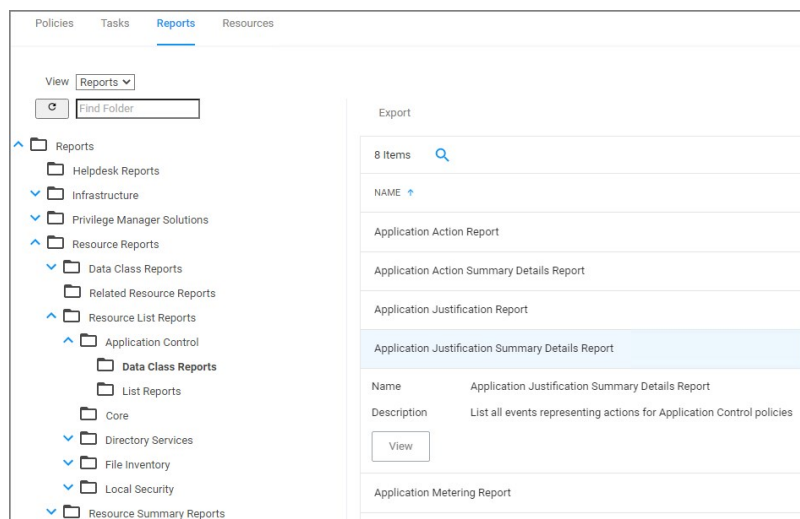 Policies Tasks Reports Resources
View Reports
Find Folder
Reports
Helpdesk Reports
Infrastructure
Privilege Manager Solutions
Resource Reports
Data Class Reports
Related Resource Reports
Resource List Reports
Application Control
Data Class Reports
List Reports
Core
Directory Services
File Inventory
Local Security
Resource Summary Reports
Export
8 Items
NAME
Application Action Report
Application Action Summary Details Report
Application Justification Report
Application Justification Summary Details Report
Name Application Justification Summary Details Report
Description List all events representing actions for Application Control policies
View
Application Metering Report